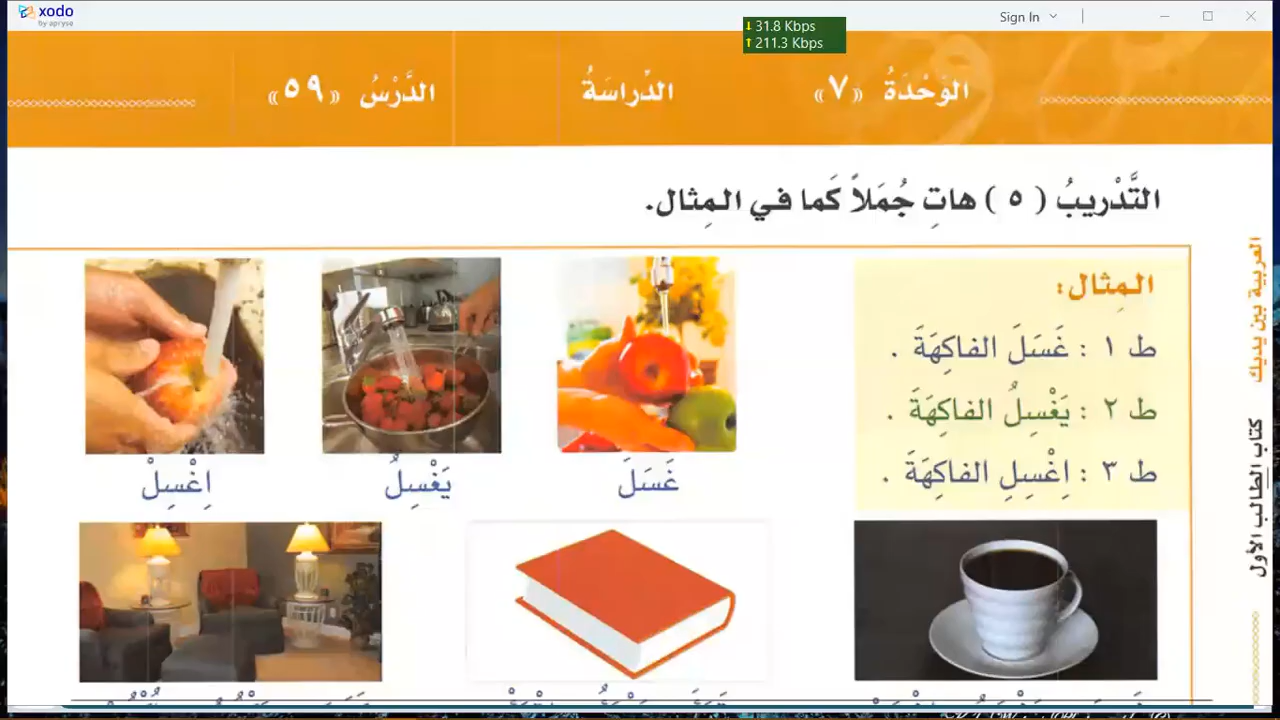 xodo
by apryse
Sign In
31.8 Kbps
211.3 Kbps
الوَحْدَةُ «٧» الدِّراسَةُ الدَّرْسُ «٥٩»
التَّدْريبُ (٥) هاتِ جُمَلاً كَما في المِثال.
المِثال:
ط ١ : غَسَلَ الفاكِهَةَ .
ط ٢ : يَغْسِلُ الفاكِهَةَ .
ط ٣ : اِغْسِلِ الفاكِهَةَ .
غَسَلَ يَغْسِلُ اِغْسِلْ
العربية بين يديك
كتاب الطالب الأول